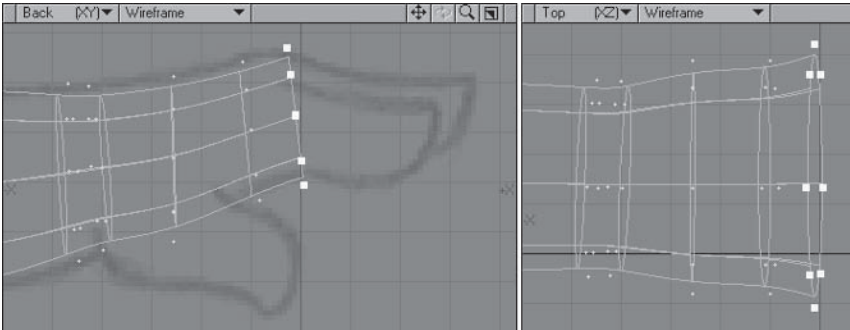 Back (XY) Wireframe
Top (XZ) Wireframe
-X
+X
-X